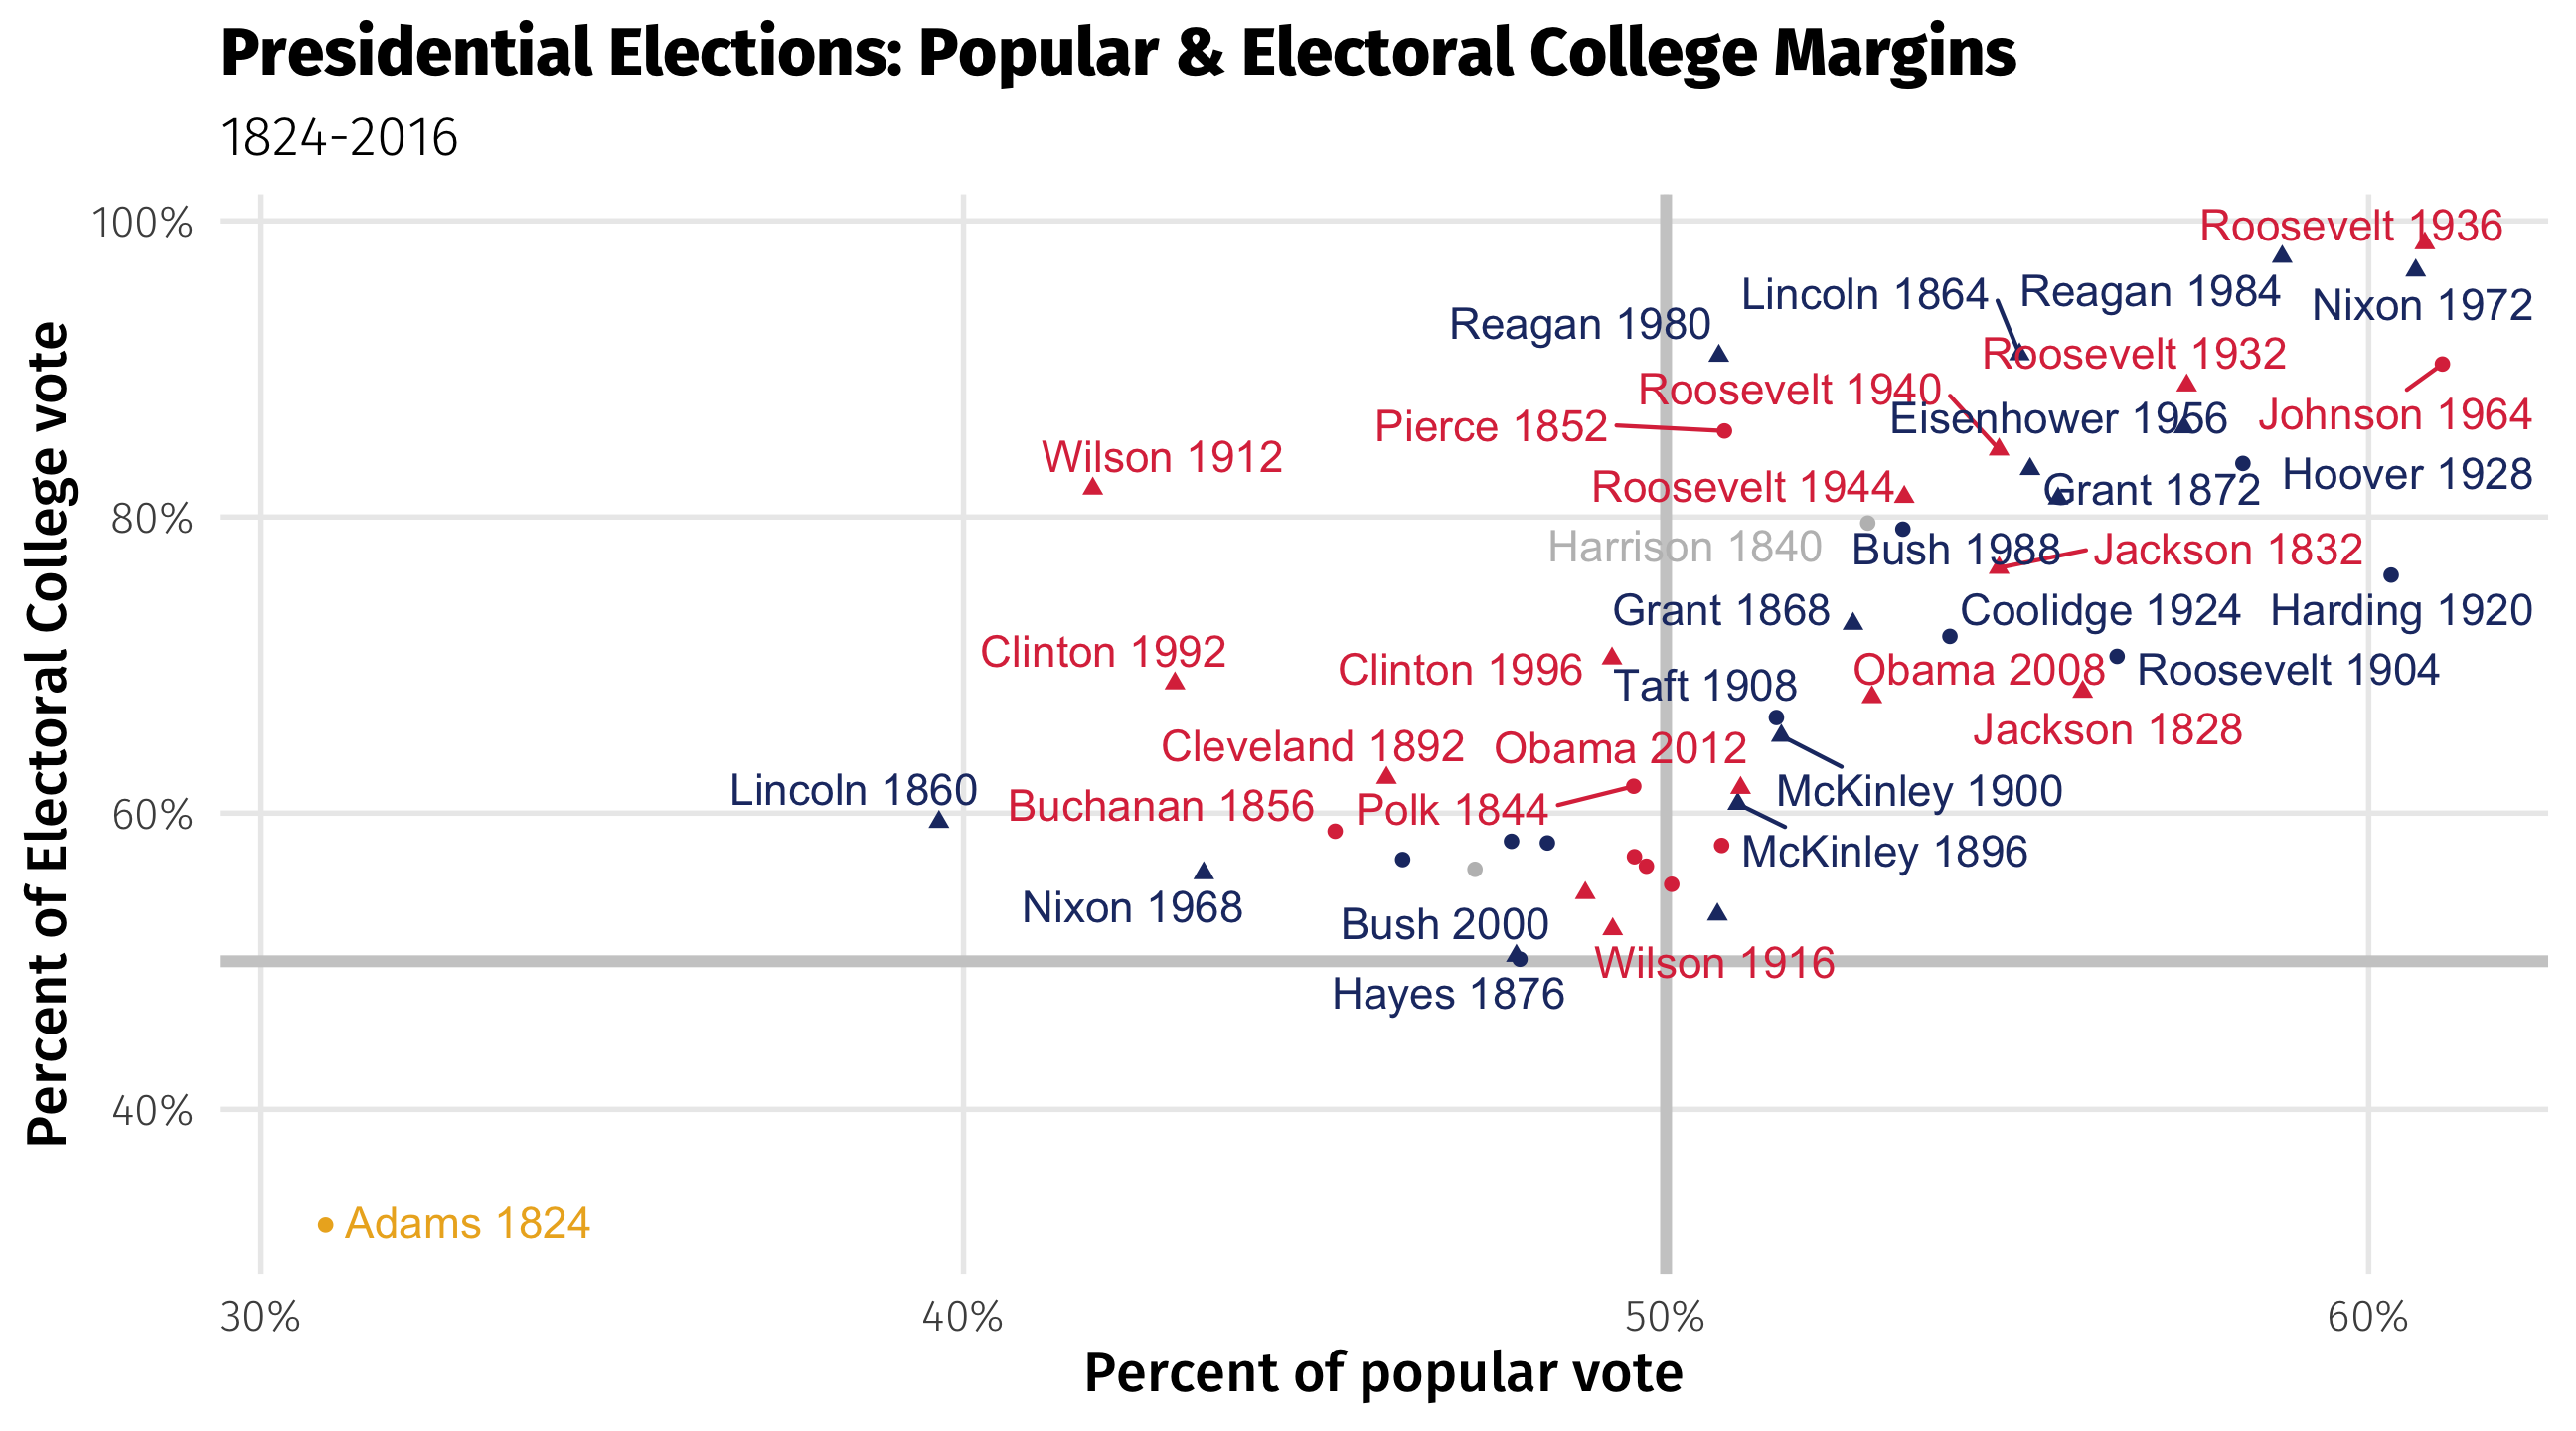 Presidential Elections: Popular & Electoral College Margins
1824-2016
Percent of Electoral College vote
100%
80%
60%
40%
Roosevelt 1936
Lincoln 1864
Reagan 1984
Nixon 1972
Reagan 1980
Roosevelt 1932
Roosevelt 1940
Pierce 1852
Eisenhower 1956
Johnson 1964
Wilson 1912
Roosevelt 1944
Grant 1872
Hoover 1928
Harrison 1840
Bush 1988
Jackson 1832
Grant 1868
Coolidge 1924
Harding 1920
Clinton 1992
Clinton 1996
Taft 1908
Obama 2008
Roosevelt 1904
Jackson 1828
Cleveland 1892
Obama 2012
Lincoln 1860
Buchanan 1856
Polk 1844
McKinley 1900
McKinley 1896
Nixon 1968
Bush 2000
Wilson 1916
Hayes 1876
Adams 1824
30%
40%
50%
60%
Percent of popular vote